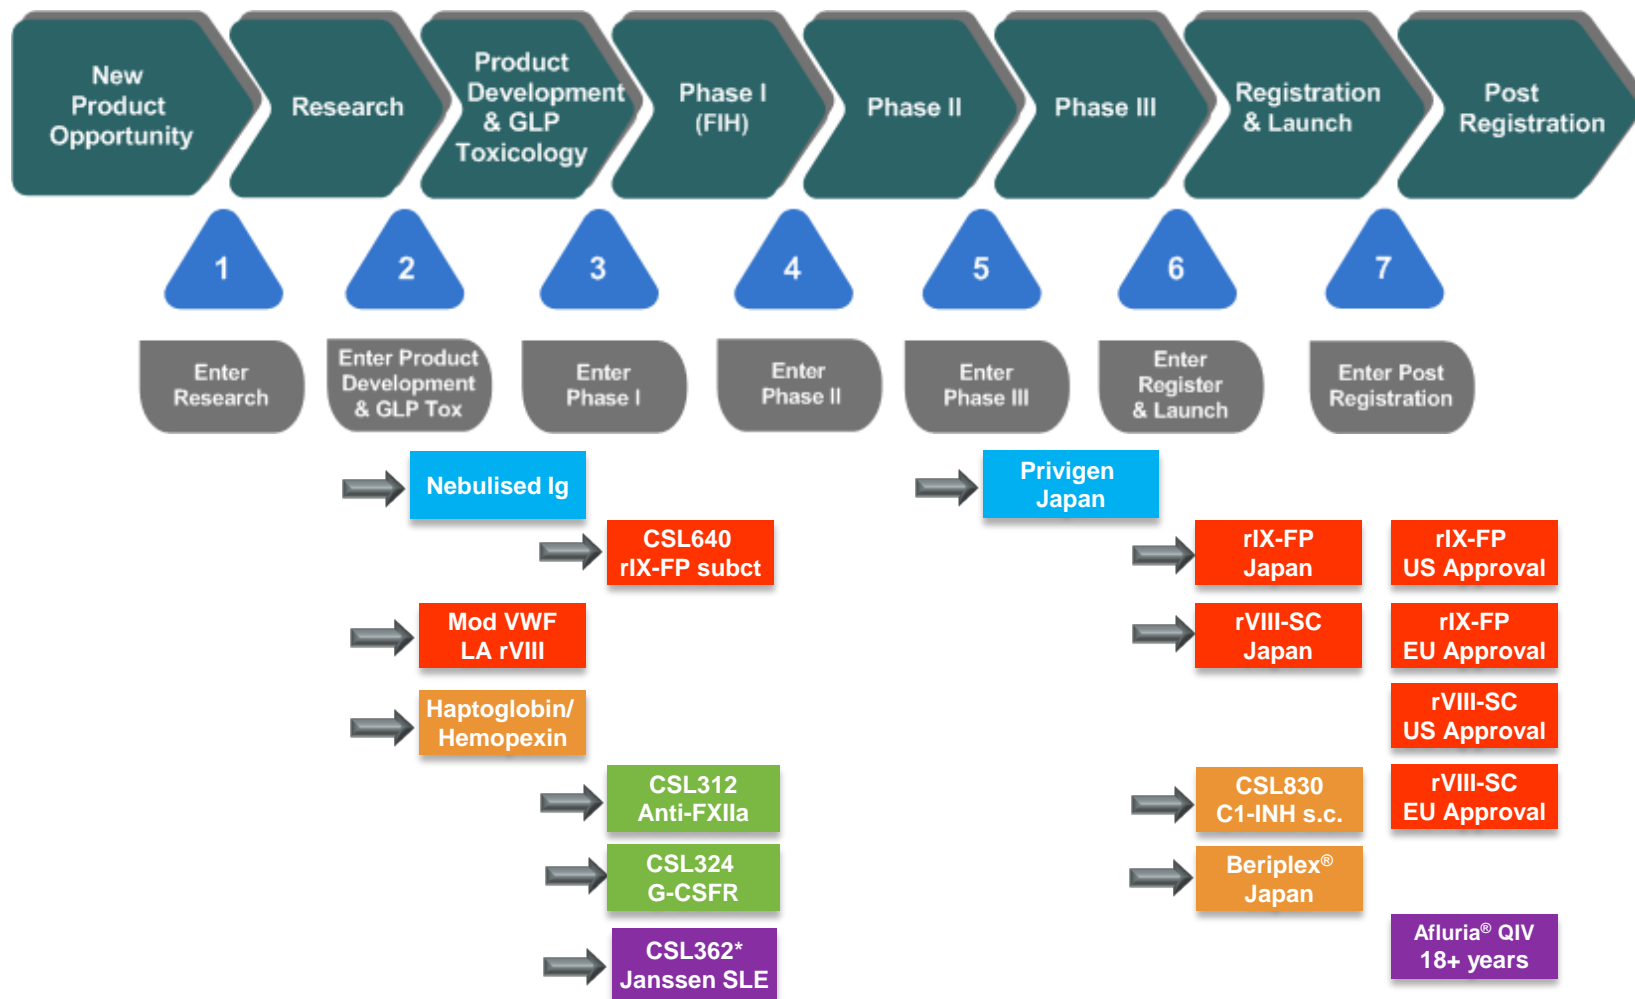 New
Product
Opportunity
Research
Product
Development
& GLP
Toxicology
Phase I
(FIH)
Phase II
Phase III
Registration
& Launch
Post
Registration
1
2
3
4
5
6
7
Enter
Research
Enter Product
Development
& GLP Tox
Enter
Phase I
Enter
Phase II
Enter
Phase III
Enter
Register
& Launch
Enter Post
Registration
Nebulised Ig
Privigen
Japan
CSL640
rIX-FP subct
rIX-FP
Japan
rIX-FP
US Approval
Mod VWF
LA rVIII
rVIII-SC
Japan
rIX-FP
EU Approval
Haptoglobin/
Hemopexin
rVIII-SC
US Approval
CSL312
Anti-FXIIa
CSL830
C1-INH s.c.
rVIII-SC
EU Approval
CSL324
G-CSFR
Beriplex®
Japan
CSL362*
Janssen SLE
Afluria® QIV
18+ years